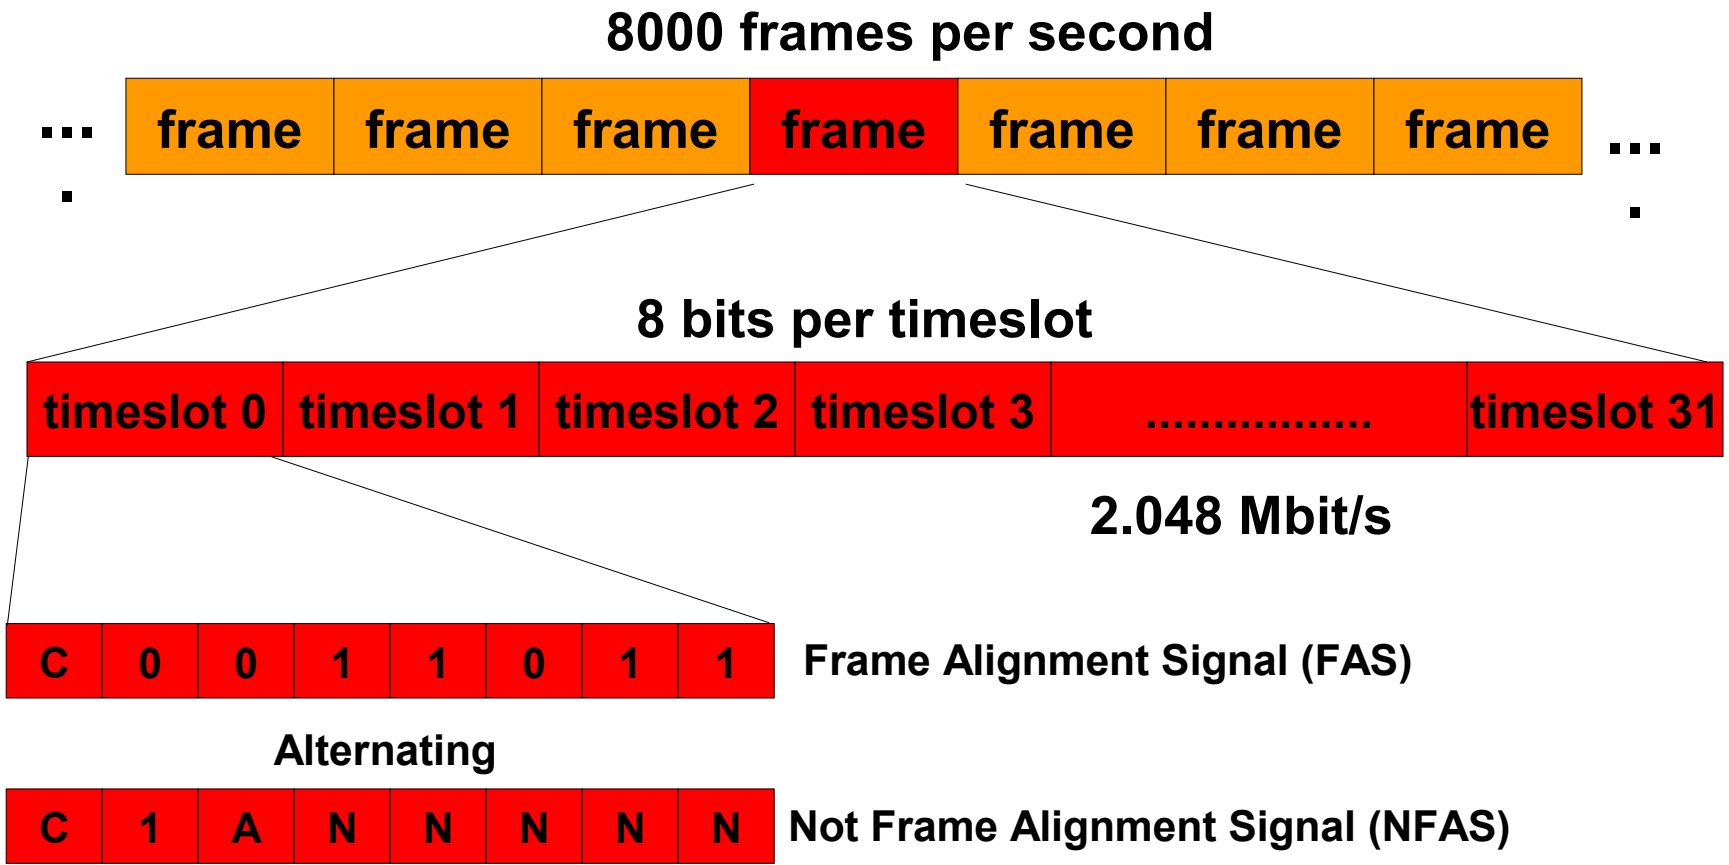 8000 frames per second
... frame frame frame frame frame frame frame ...
. .
8 bits per timeslot
timeslot 0 timeslot 1 timeslot 2 timeslot 3 ................. timeslot 31
2.048 Mbit/s
C 0 0 1 1 0 1 1 Frame Alignment Signal (FAS)
Alternating
C 1 A N N N N N Not Frame Alignment Signal (NFAS)